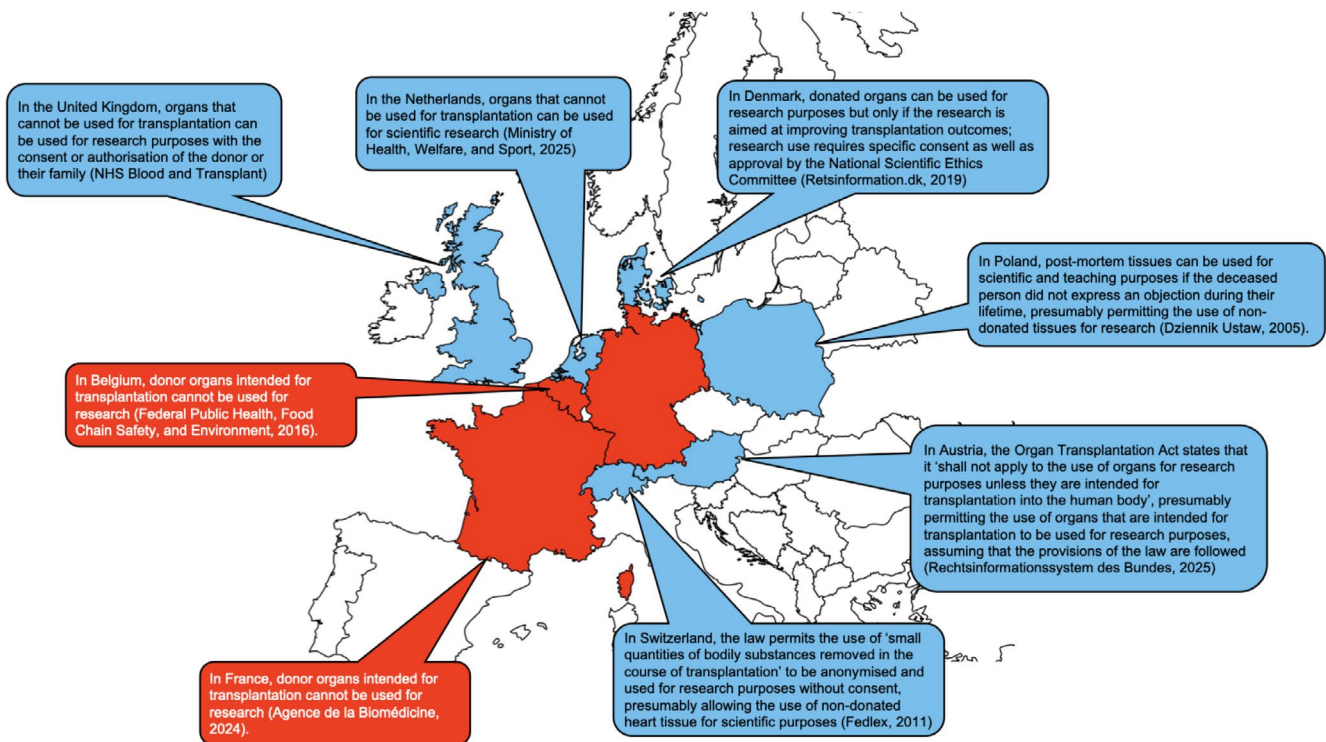 In the United Kingdom, organs that
cannot be used for transplantation can
be used for research purposes with the
consent or authorisation of the donor or
their family (NHS Blood and Transplant)
In the Netherlands, organs that cannot
be used for transplantation can be used
for scientific research (Ministry of
Health, Welfare, and Sport, 2025)
In Denmark, donated organs can be used for
research purposes but only if the research is
aimed at improving transplantation outcomes;
research use requires specific consent as well as
approval by the National Scientific Ethics
Committee (Retsinformation.dk, 2019)
In Poland, post-mortem tissues can be used for
scientific and teaching purposes if the deceased
person did not express an objection during their
lifetime, presumably permitting the use of non-
donated tissues for research (Dziennik Ustaw, 2005).
In Belgium, donor organs intended for
transplantation cannot be used for
research (Federal Public Health, Food
Chain Safety, and Environment, 2016).
In Austria, the Organ Transplantation Act states that
it ‘shall not apply to the use of organs for research
purposes unless they are intended for
transplantation into the human body’, presumably
permitting the use of organs that are intended for
transplantation to be used for research purposes,
assuming that the provisions of the law are followed
(Rechtsinformationssystem des Bundes, 2025)
In Switzerland, the law permits the use of ‘small
quantities of bodily substances removed in the
course of transplantation’ to be anonymised and
used for research purposes without consent,
presumably allowing the use of non-donated
heart tissue for scientific purposes (Fedlex, 2011)
In France, donor organs intended for
transplantation cannot be used for
research (Agence de la Biomédicine,
2024).